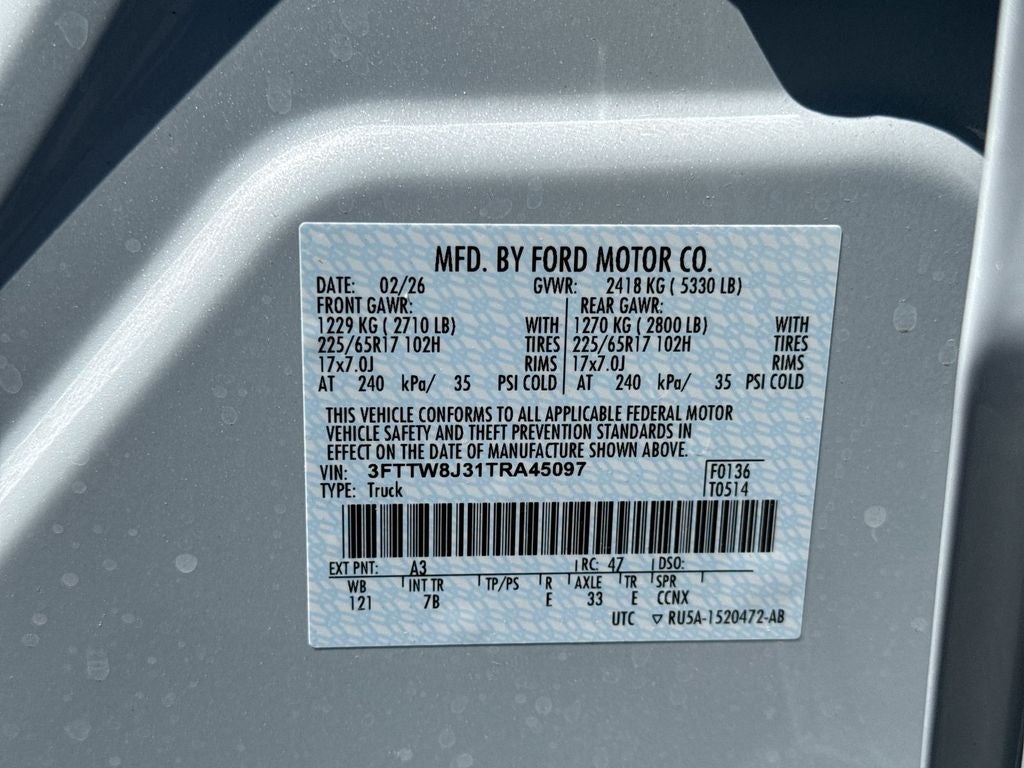 MFD. BY FORD MOTOR CO.
DATE: 02/26 GVWR: 2418 KG ( 5330 LB)
FRONT GAWR: REAR GAWR:
1229 KG ( 2710 LB) WITH 1270 KG ( 2800 LB) WITH
225/65R17 102H TIRES 225/65R17 102H TIRES
17x7.0J RIMS 17x7.0J RIMS
AT 240 kPa/ 35 PSI COLD AT 240 kPa/ 35 PSI COLD
THIS VEHICLE CONFORMS TO ALL APPLICABLE FEDERAL MOTOR
VEHICLE SAFETY AND THEFT PREVENTION STANDARDS IN
EFFECT ON THE DATE OF MANUFACTURE SHOWN ABOVE.
VIN: 3FTTW8J31TRA45097 F0136
TYPE: Truck T0514
EXT PNT: A3 RC: 47 DSO:
WB INT TR TP/PS R AXLE TR SPR
121 7B E 33 E CCNX
UTC ▽ RU5A-1520472-AB